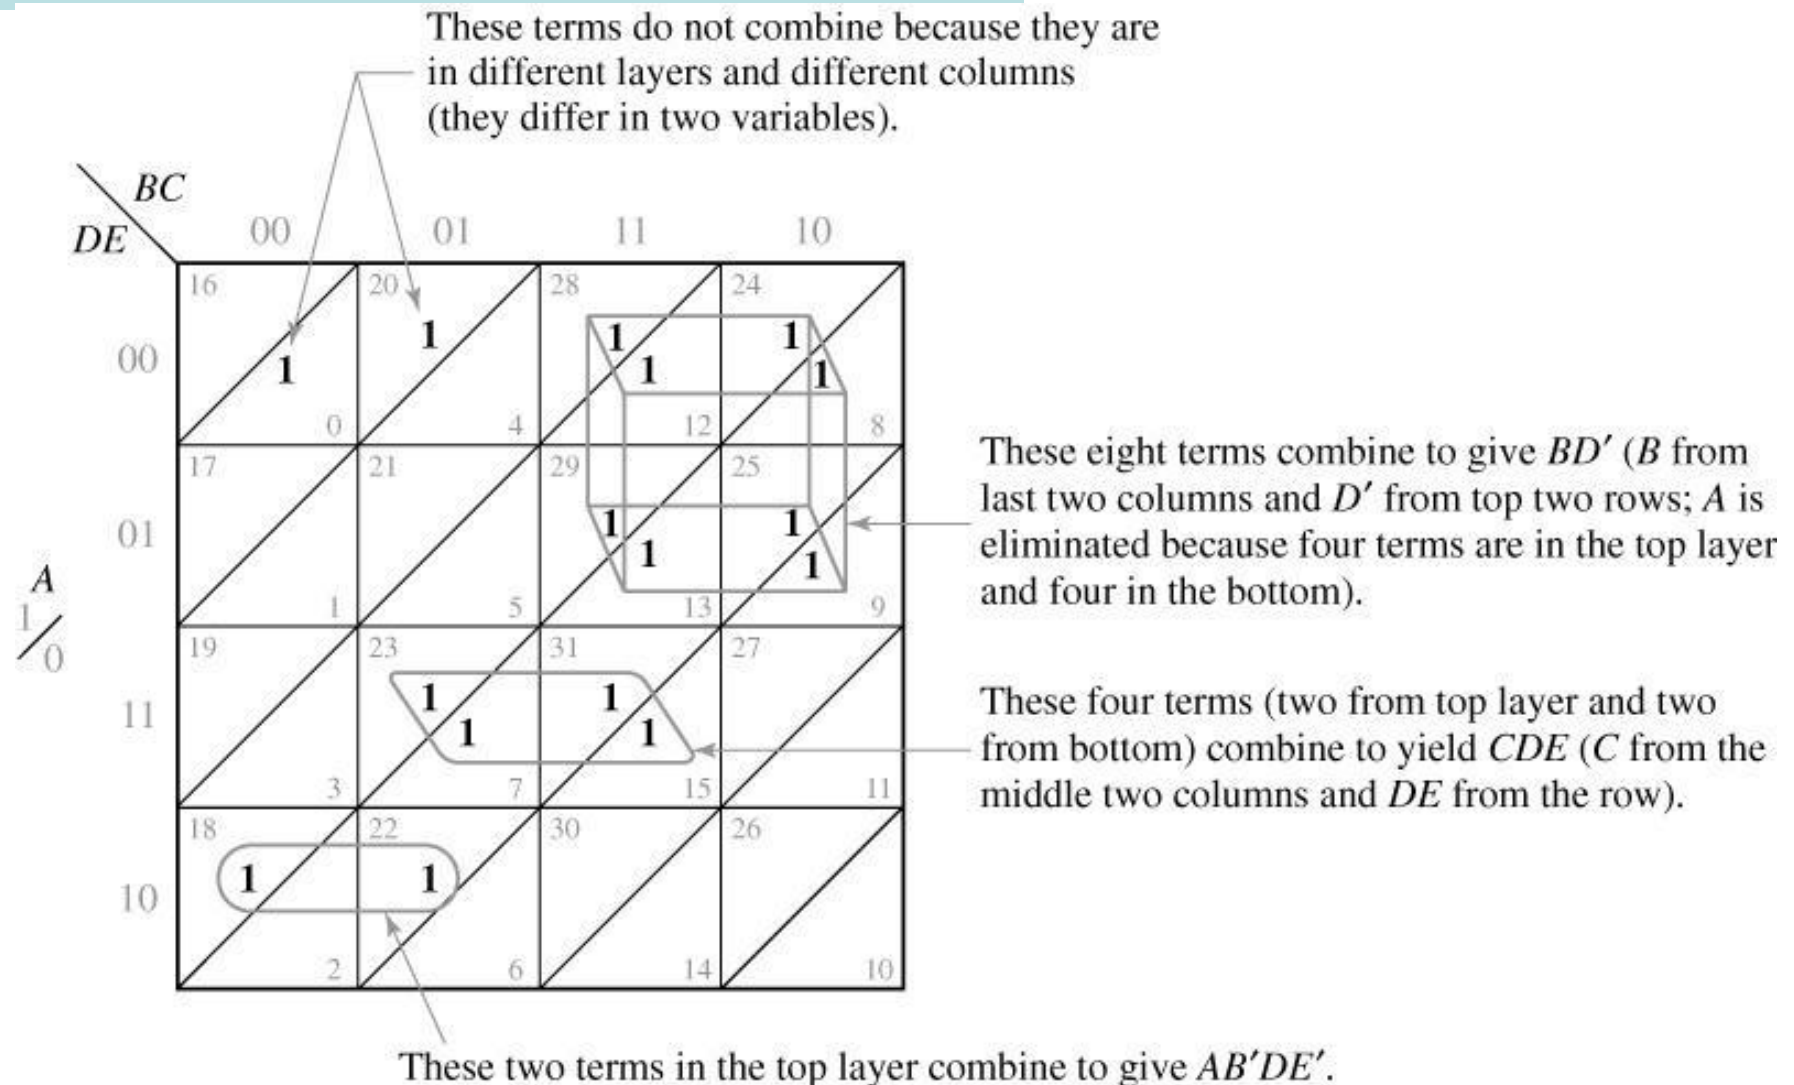 These terms do not combine because they are
in different layers and different columns
(they differ in two variables).
BC
DE
00 01 11 10
16 20 28 24
00
1 1 1 1
1 1
0 4 12 8
17 21 29 25
01
1 1
1 1
1 5 13 9
These eight terms combine to give BD′ (B from
last two columns and D′ from top two rows; A is
eliminated because four terms are in the top layer
and four in the bottom).
A
1
0
19 23 31 27
11
1 1
1 1
3 7 15 11
These four terms (two from top layer and two
from bottom) combine to yield CDE (C from the
middle two columns and DE from the row).
18 22 30 26
10
1 1
2 6 14 10
These two terms in the top layer combine to give AB′DE′.